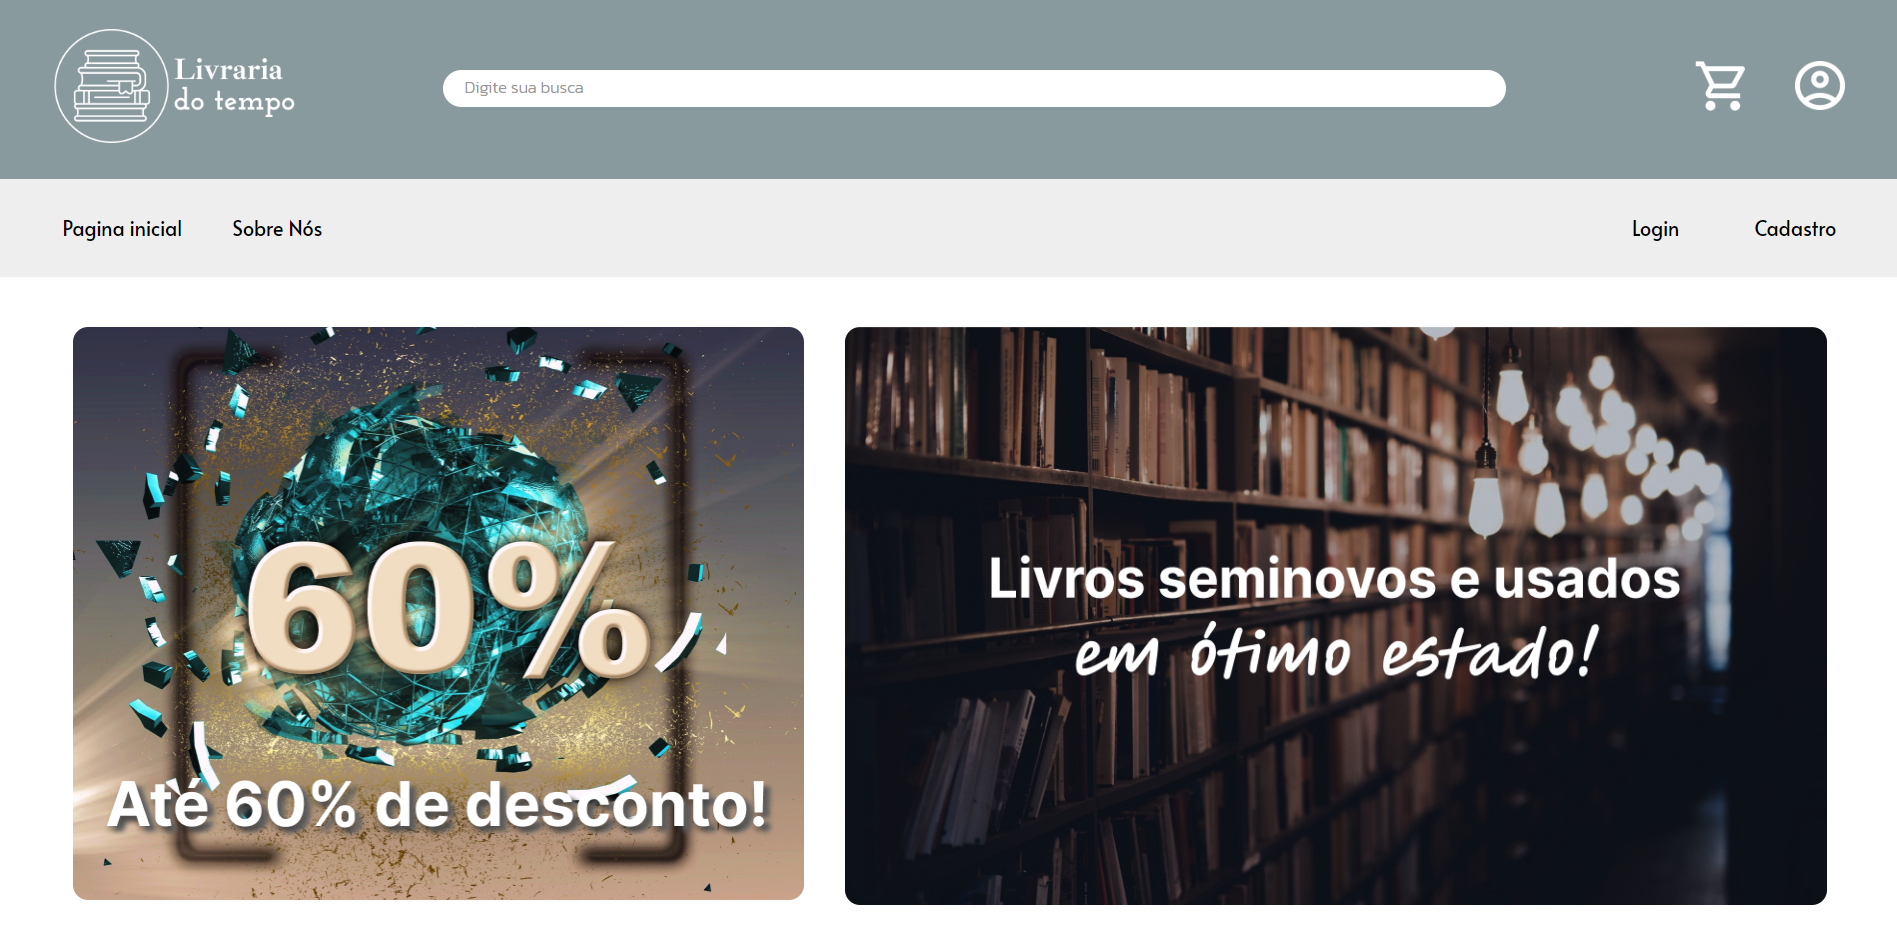 Livraria
do tempo
Digite sua busca
Pagina inicial
Sobre Nós
Login
Cadastro
60%
Até 60% de desconto!
Livros seminovos e usados
em ótimo estado!